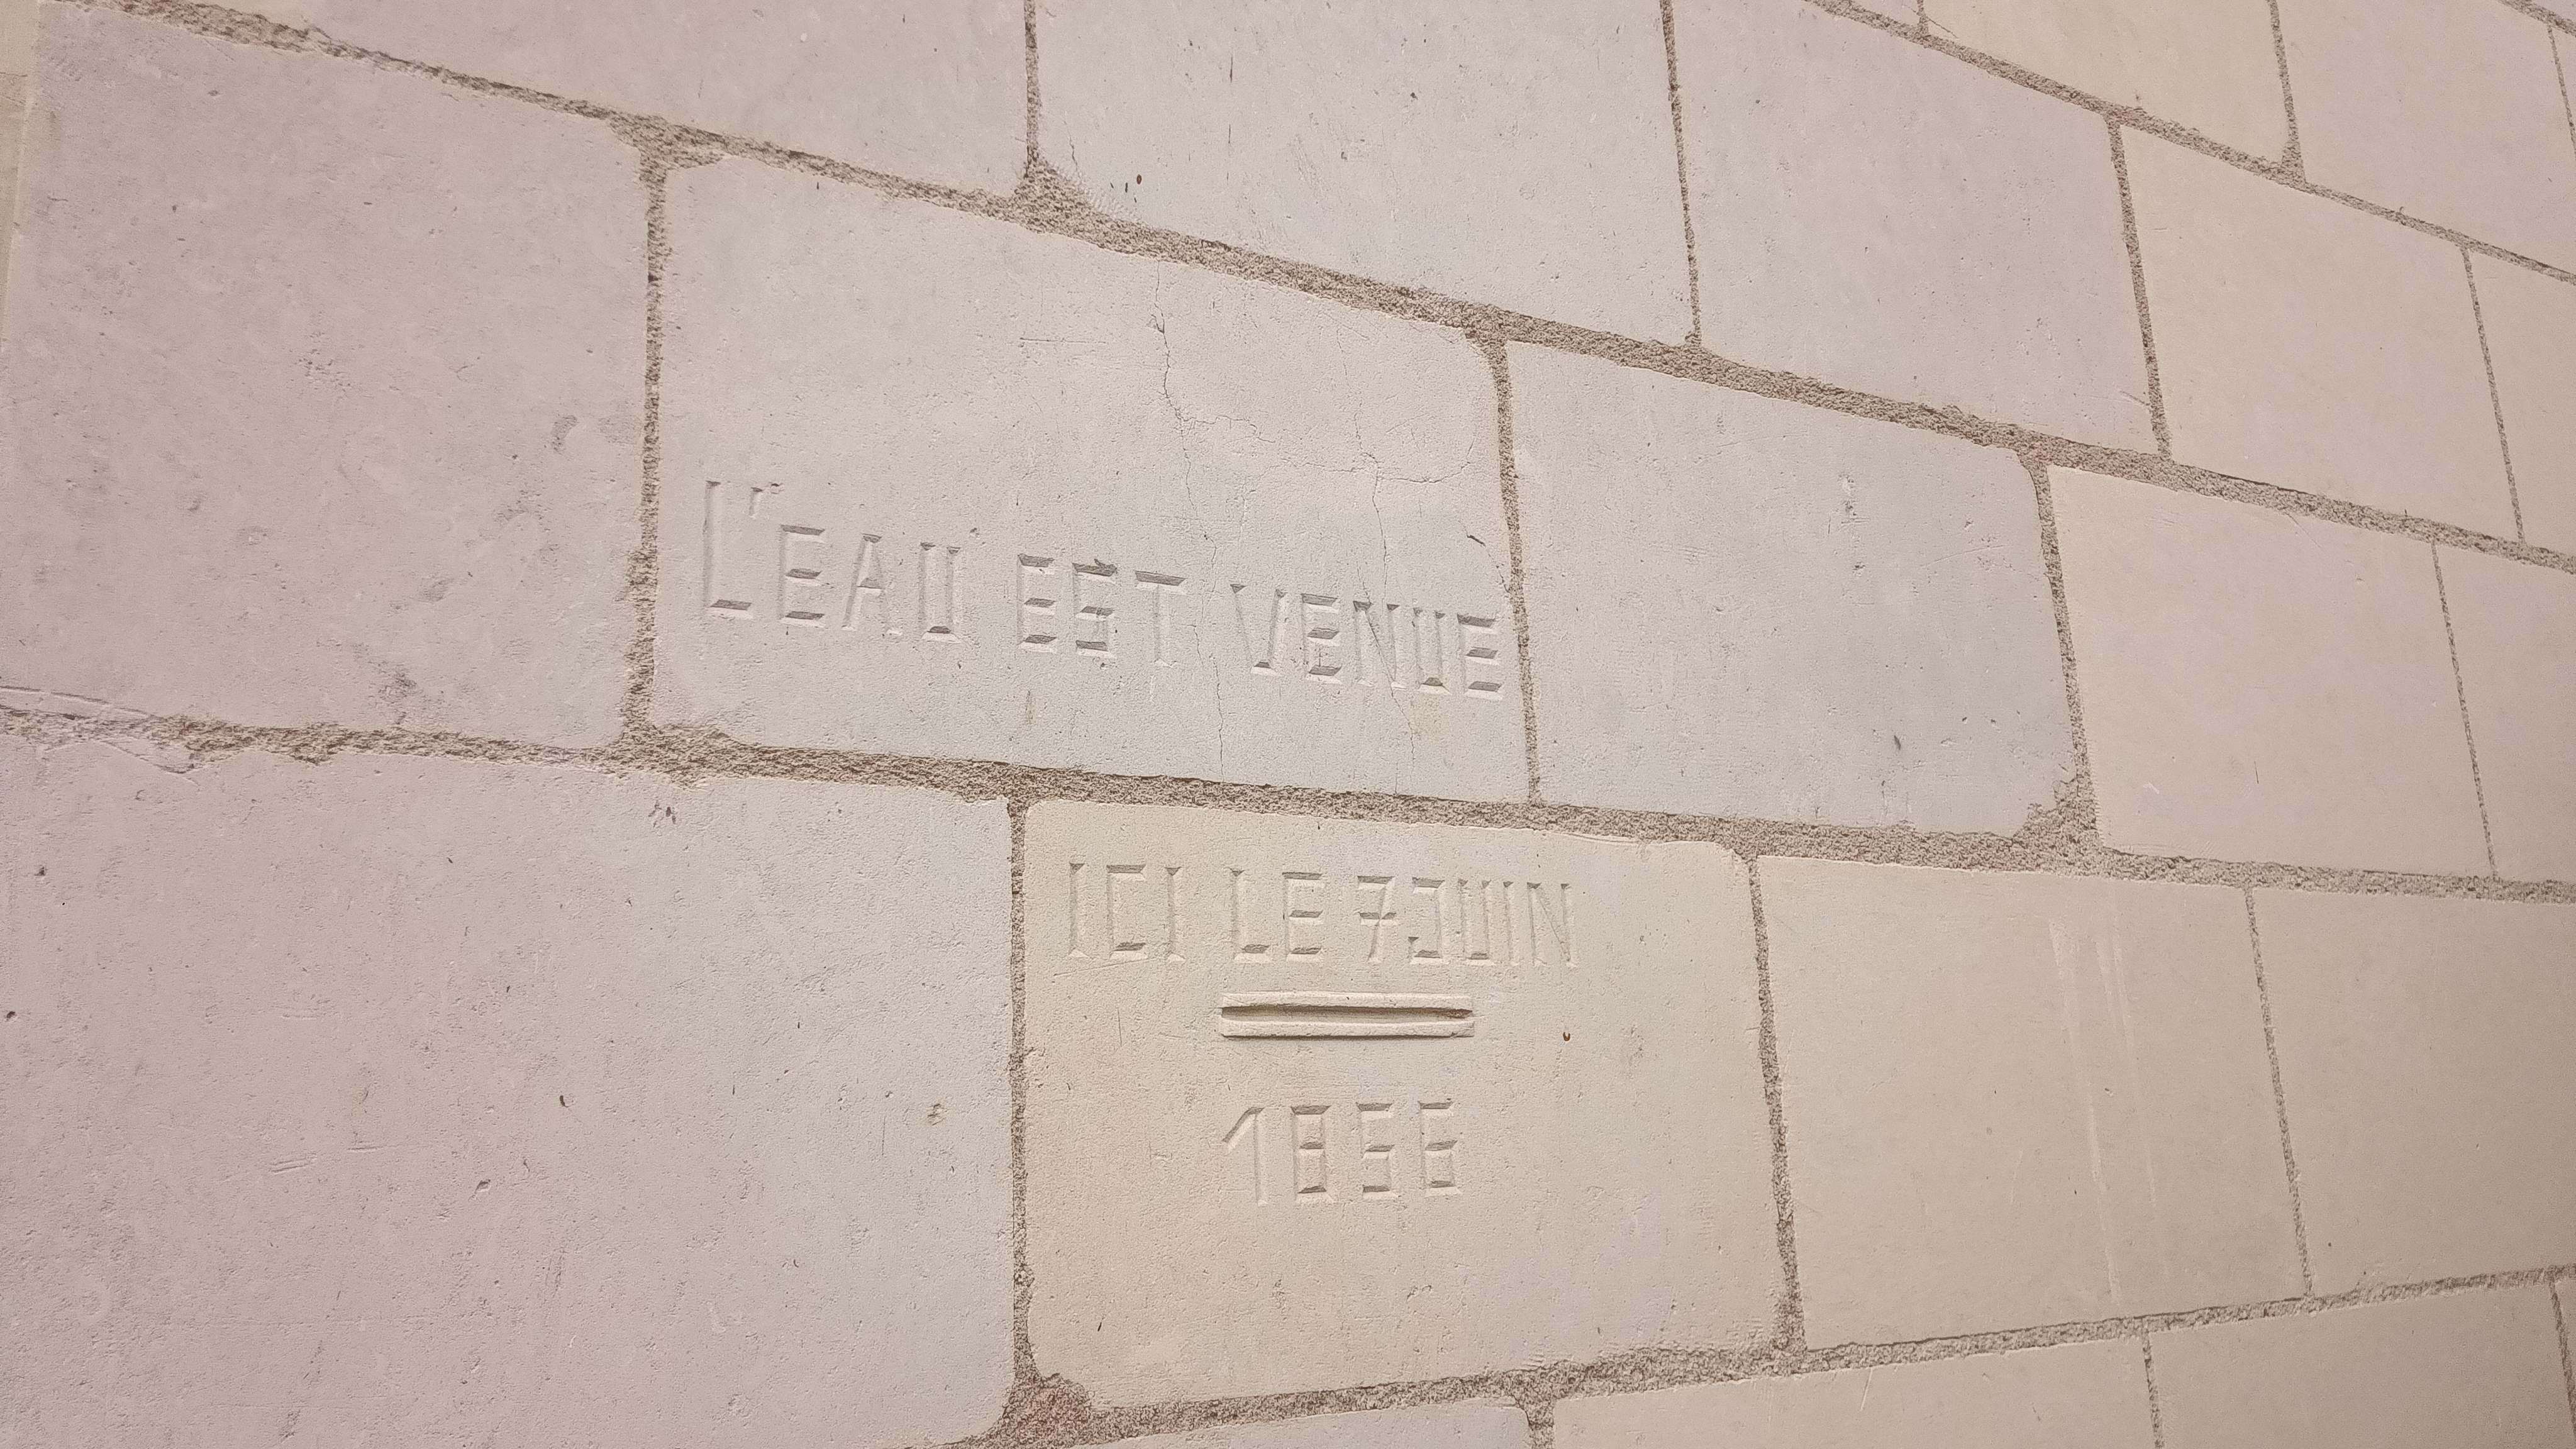 L'EAU EST VENUE
ICI LE 7 JUIN
1856